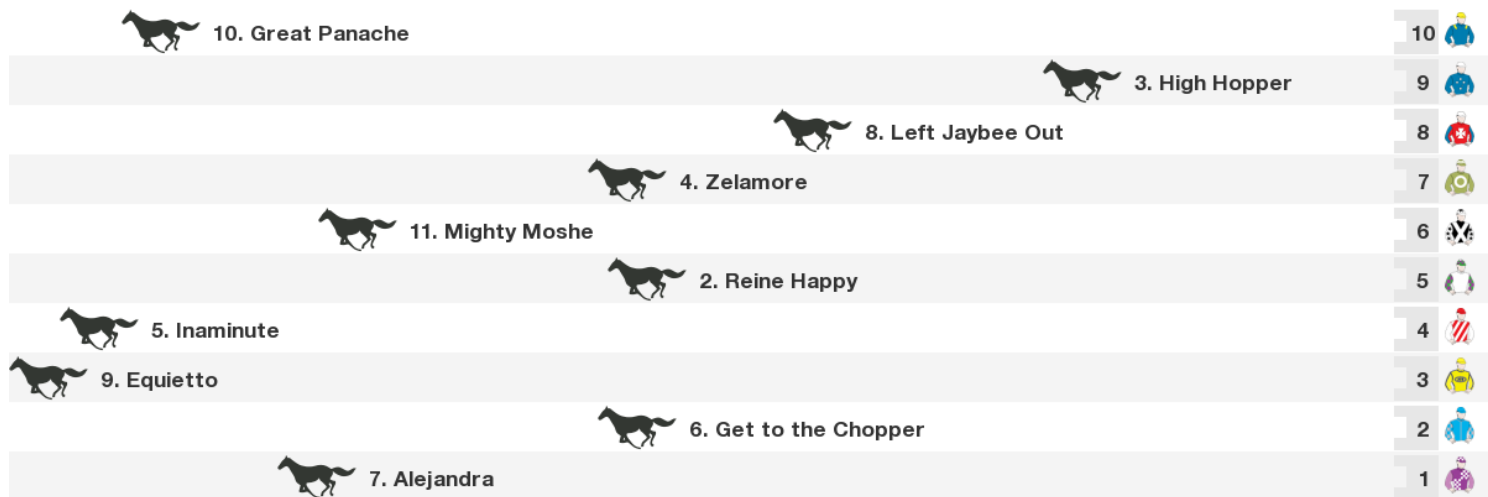 10. Great Panache 10
3. High Hopper 9
8. Left Jaybee Out 8
4. Zelamore 7
11. Mighty Moshe 6
2. Reine Happy 5
5. Inaminute 4
9. Equietto 3
6. Get to the Chopper 2
7. Alejandra 1